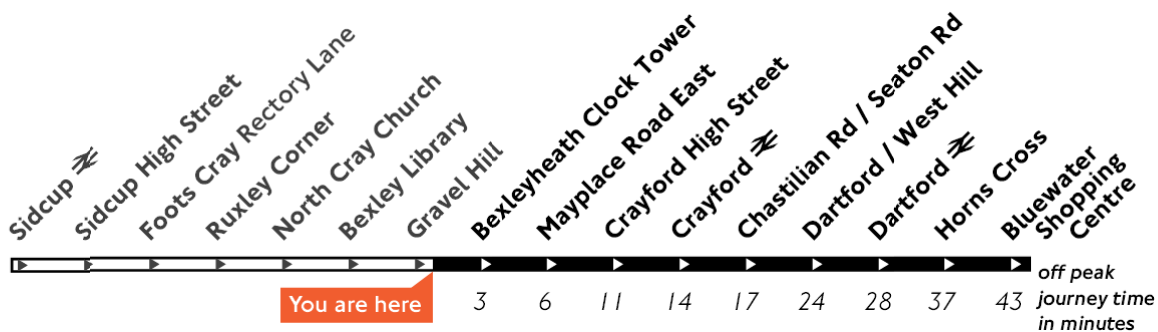 Sidcup
Sidcup High Street
Foots Cray Rectory Lane
Ruxley Corner
North Cray Church
Bexley Library
Gravel Hill
Bexleyheath Clock Tower
Mayplace Road East
Crayford High Street
Crayford
Chastilian Rd / Seaton Rd
Dartford / West Hill
Dartford
Horns Cross
Bluewater
Shopping
Centre
You are here
3 6 11 14 17 24 28 37 43
off peak
journey time
in minutes